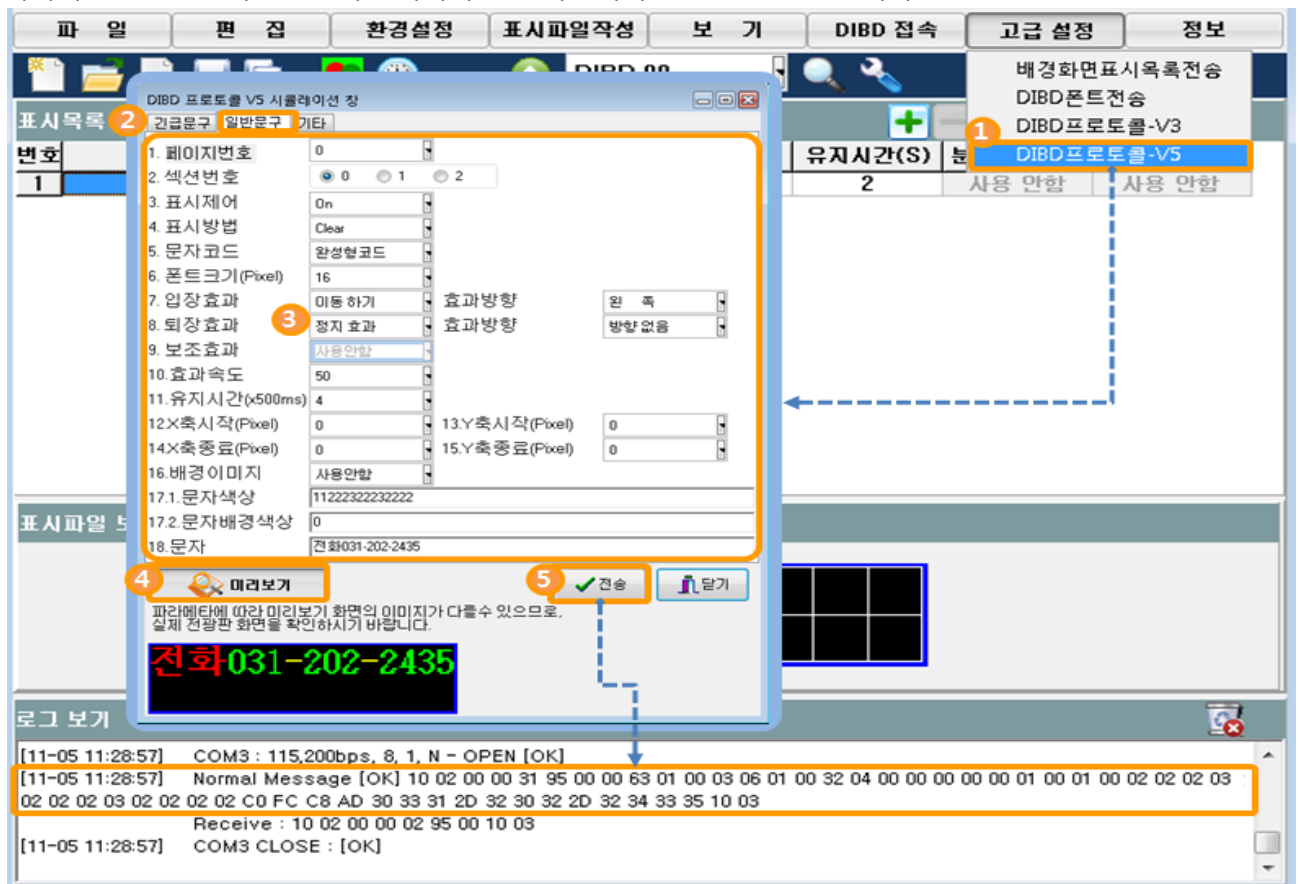 파 일 편 집 환경설정 표시파일작성 보 기 DIBD 접속 고급 설정 정보
배경화면표시목록전송
DIBD폰트전송
DIBD프로토콜-V3
1 DIBD프로토콜-V5
표시목록
번호 유지시간(S)
1 2 사용 안함 사용 안함
DIBD 프로토콜 V5 시뮬레이션 창
2 긴급문구 일반문구 기타
1. 페이지번호 0
2. 섹션번호 0 1 2
3. 표시제어 On
4. 표시방법 Clear
5. 문자코드 완성형코드
6. 폰트크기(Pixel) 16
7. 입장효과 이동하기 효과방향 왼 쪽
3
8. 퇴장효과 정지 효과 효과방향 방향없음
9. 보조효과 사용안함
10.효과속도 50
11.유지시간(x500ms) 4
12.X축시작(Pixel) 0 13.Y축시작(Pixel) 0
14.X축종료(Pixel) 0 15.Y축종료(Pixel) 0
16.배경이미지 사용안함
17.1.문자색상 11222322232222
17.2.문자배경색상 0
18.문자 전화031-202-2435
4 미리보기 5 전송 닫기
파라메타에 따라 미리보기 화면의 이미지가 다를수 있으므로,
실제 전광판 화면을 확인하시기 바랍니다.
전화031-202-2435
표시파일
로그 보기
[11-05 11:28:57] COM3 : 115,200bps, 8, 1, N - OPEN [OK]
[11-05 11:28:57] Normal Message [OK] 10 02 00 00 31 95 00 00 63 01 00 03 06 01 00 32 04 00 00 00 00 00 00 01 00 01 00 02 02 02 03
02 02 02 03 02 02 02 02 C0 FC C8 AD 30 33 31 2D 32 30 32 2D 32 34 33 35 10 03
Receive : 10 02 00 00 02 95 00 10 03
[11-05 11:28:57] COM3 CLOSE : [OK]